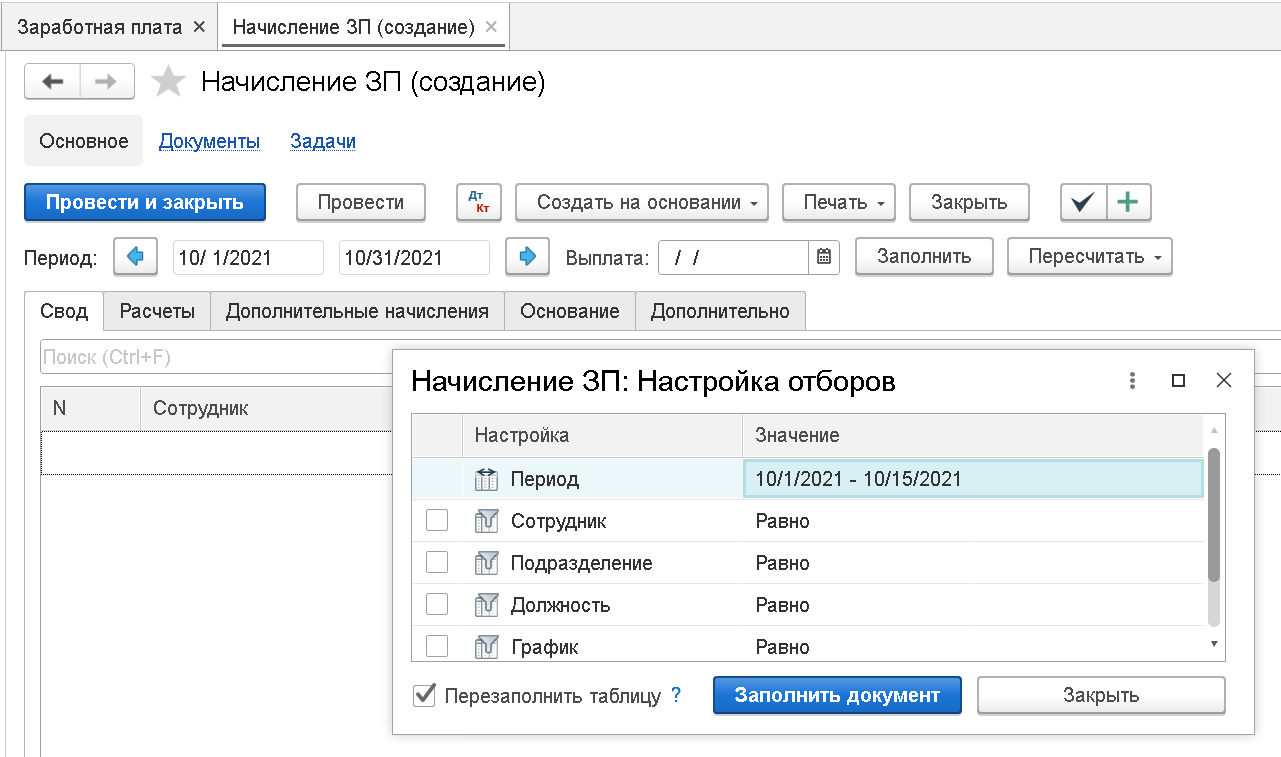 Заработная плата × Начисление ЗП (создание) ×
Начисление ЗП (создание)
Основное Документы Задачи
Провести и закрыть Провести Дт Кт Создать на основании Печать Закрыть
Период: 10/ 1/2021 10/31/2021 Выплата: / / Заполнить Пересчитать
Свод Расчеты Дополнительные начисления Основание Дополнительно
Поиск (Ctrl+F)
N Сотрудник
Начисление ЗП: Настройка отборов
Настройка Значение
Период 10/1/2021 - 10/15/2021
Сотрудник Равно
Подразделение Равно
Должность Равно
График Равно
Перезаполнить таблицу ? Заполнить документ Закрыть